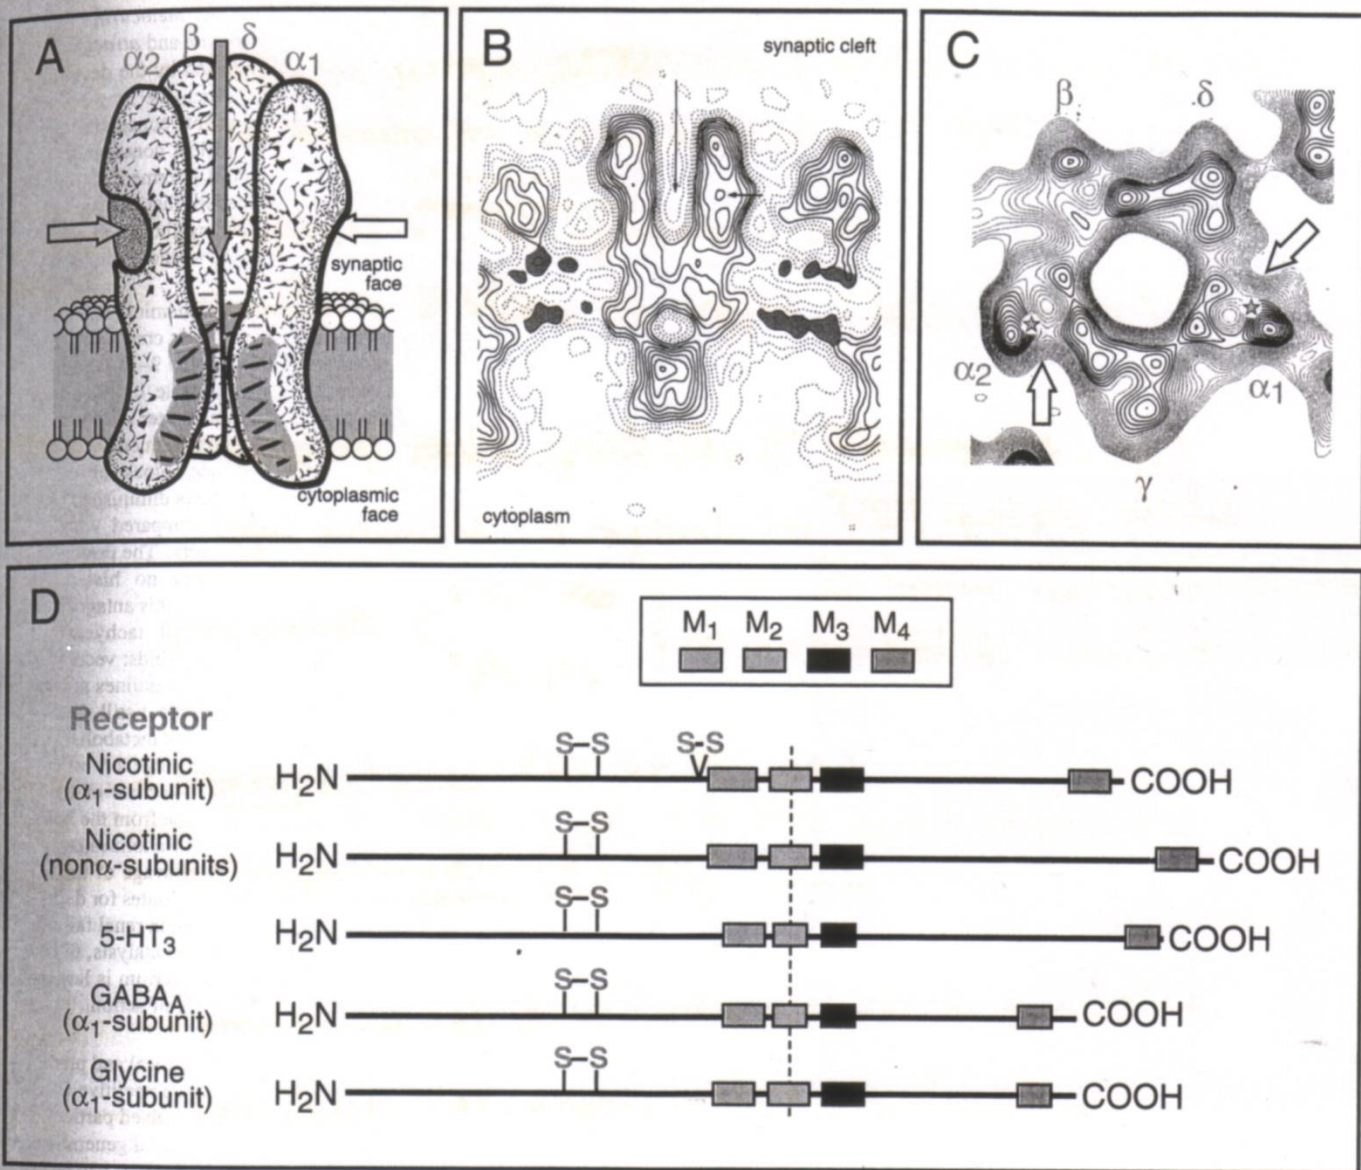 A
α2
β
δ
α1
synaptic
face
cytoplasmic
face
B
synaptic cleft
cytoplasm
C
β
δ
α2
α1
γ
D
M1 M2 M3 M4
Receptor
S–S S–S
Nicotinic
(α1-subunit)
H2N COOH
S–S
Nicotinic
(nonα-subunits)
H2N COOH
S–S
5-HT3
H2N COOH
S–S
GABAA
(α1-subunit)
H2N COOH
S–S
Glycine
(α1-subunit)
H2N COOH